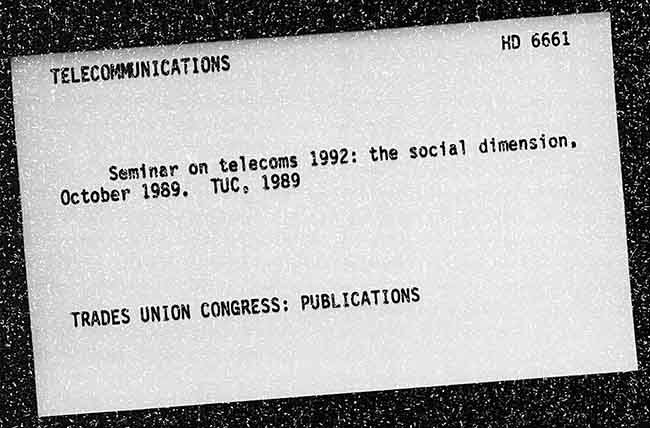 HD 6661
TELECOMMUNICATIONS
Seminar on telecoms 1992: the social dimension,
October 1989. TUC, 1989
TRADES UNION CONGRESS: PUBLICATIONS